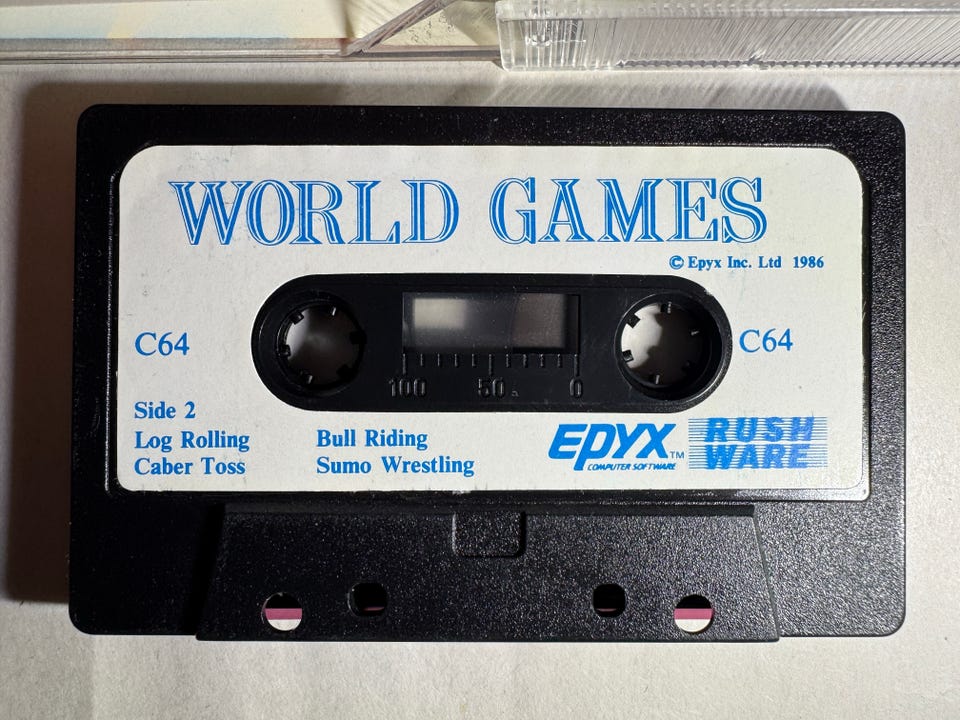 WORLD GAMES
© Epyx Inc. Ltd 1986
C64
C64
100 50 0
Side 2
Log Rolling Bull Riding
Caber Toss Sumo Wrestling
EPYX™
COMPUTER SOFTWARE
RUSH
WARE